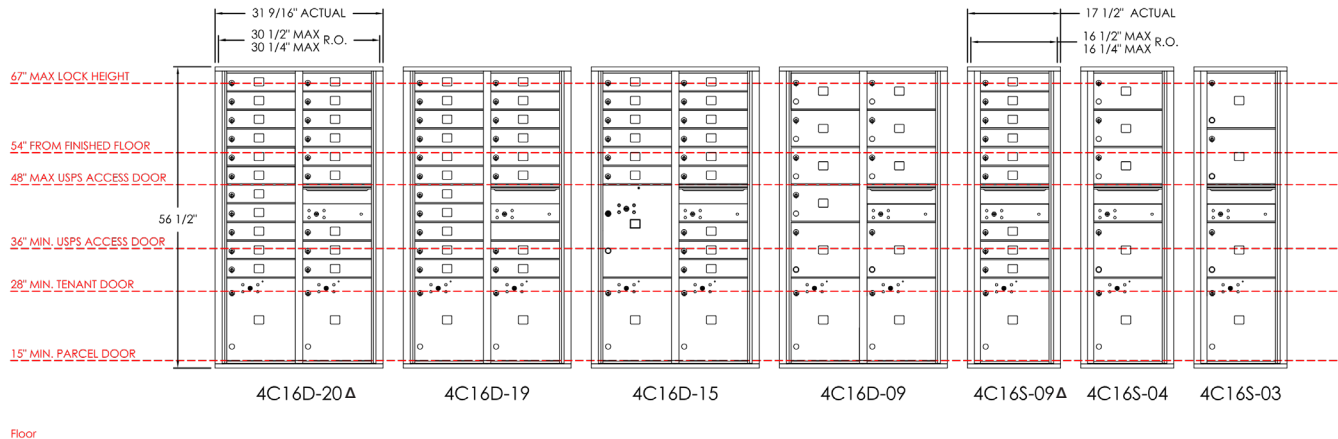 31 9/16" ACTUAL
30 1/2" MAX
30 1/4" MAX R.O.
17 1/2" ACTUAL
16 1/2" MAX
16 1/4" MAX R.O.
67" MAX LOCK HEIGHT
54" FROM FINISHED FLOOR
48" MAX USPS ACCESS DOOR
56 1/2"
36" MIN. USPS ACCESS DOOR
28" MIN. TENANT DOOR
15" MIN. PARCEL DOOR
4C16D-20 Δ
4C16D-19
4C16D-15
4C16D-09
4C16S-09 Δ
4C16S-04
4C16S-03
Floor